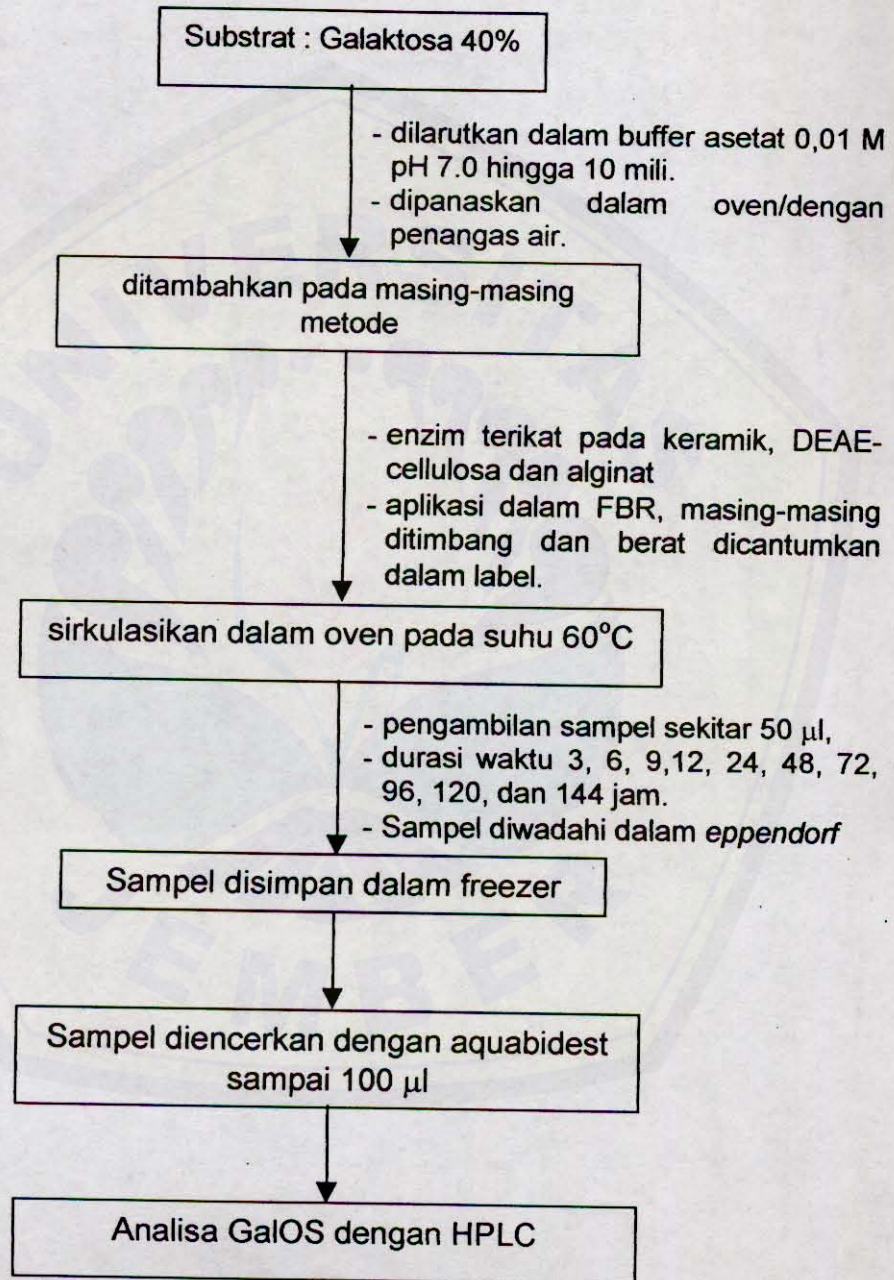 Substrat : Galaktosa 40%
- dilarutkan dalam buffer asetat 0,01 M
pH 7.0 hingga 10 mili.
- dipanaskan dalam oven/dengan
penangas air.
ditambahkan pada masing-masing
metode
- enzim terikat pada keramik, DEAE-
cellulosa dan alginat
- aplikasi dalam FBR, masing-masing
ditimbang dan berat dicantumkan
dalam label.
sirkulasikan dalam oven pada suhu 60°C
- pengambilan sampel sekitar 50 µl,
- durasi waktu 3, 6, 9,12, 24, 48, 72,
96, 120, dan 144 jam.
- Sampel diwadahi dalam eppendorf
Sampel disimpan dalam freezer
Sampel diencerkan dengan aquabidest
sampai 100 µl
Analisa GalOS dengan HPLC
UNIVERSITAS
JEMBER